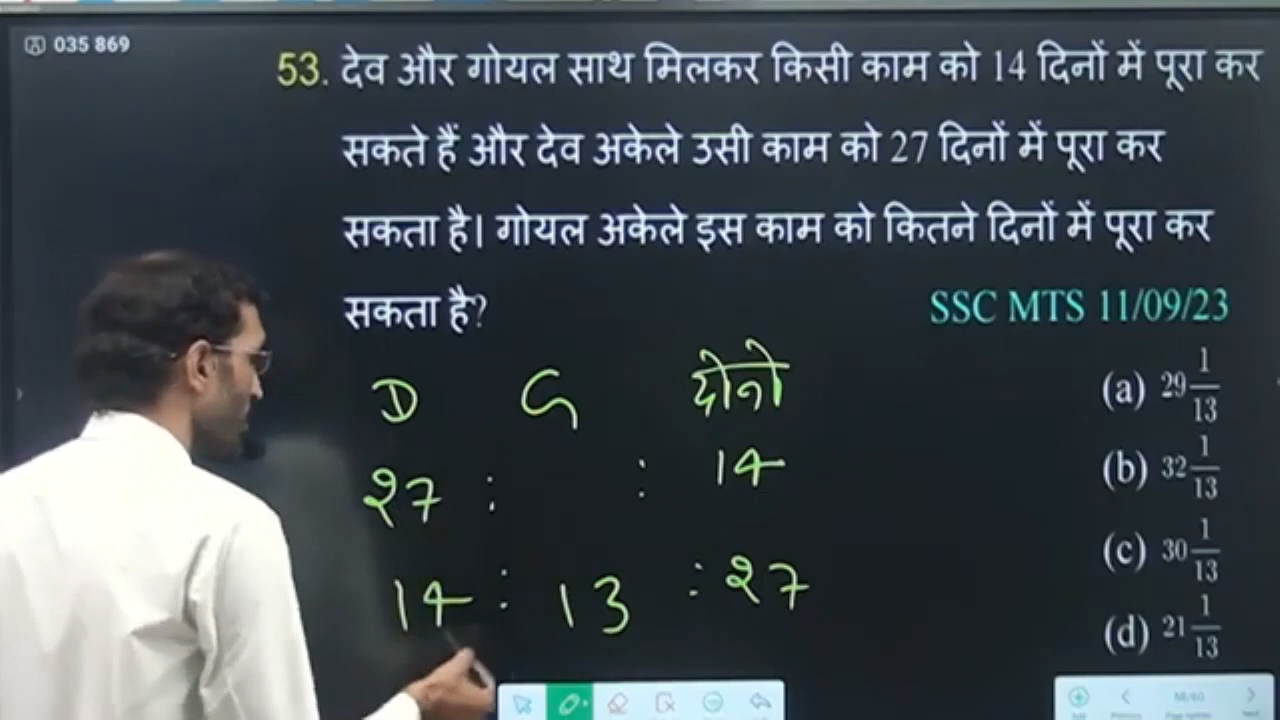 035 869
53. देव और गोयल साथ मिलकर किसी काम को 14 दिनों में पूरा कर
सकते हैं और देव अकेले उसी काम को 27 दिनों में पूरा कर
सकता है। गोयल अकेले इस काम को कितने दिनों में पूरा कर
सकता है?
SSC MTS 11/09/23
(a) 29 1/13
(b) 32 1/13
(c) 30 1/13
(d) 21 1/13
D G दोनो
२7 : : 14
14 : 13 : २7